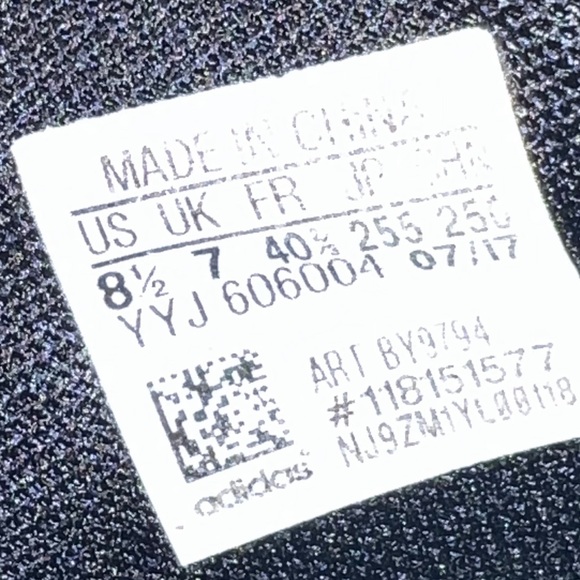 MADE IN CHINA
US UK FR JP CHN
8½ 7 40⅔ 255 255
YYJ 606004 07/17
ART BY9794
#118151577
NJ9ZM1YL00118
adidas